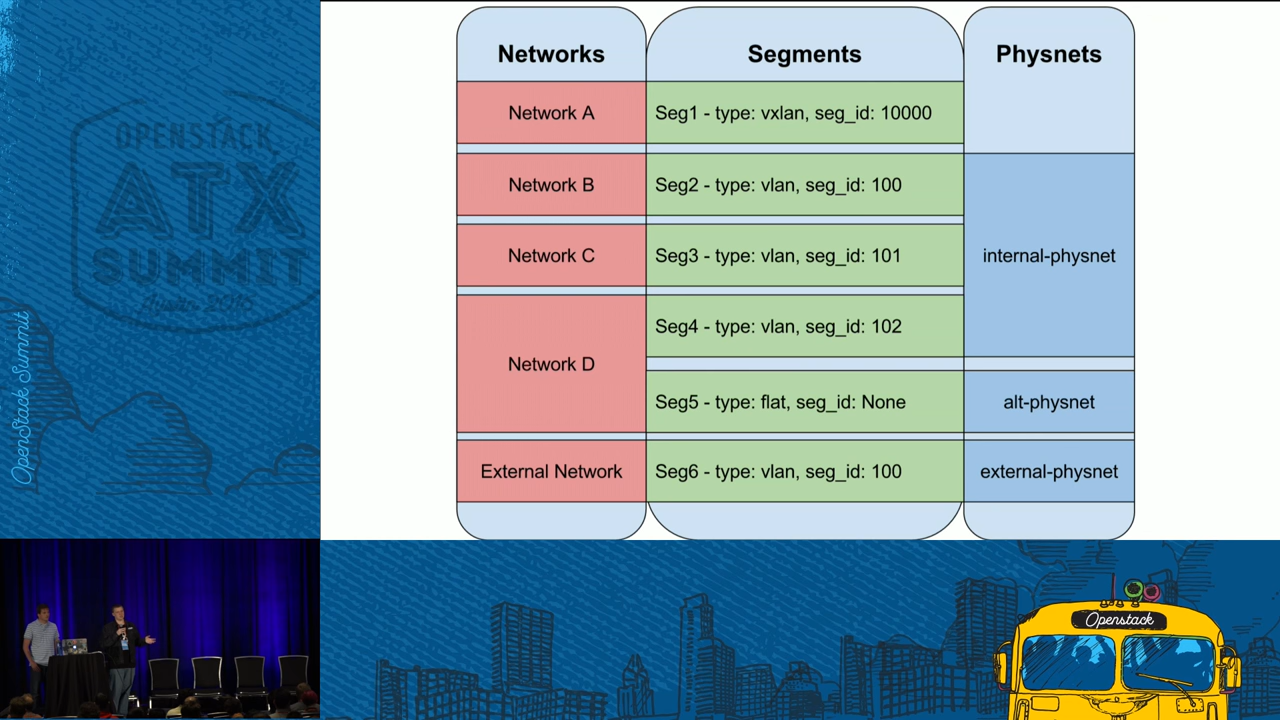 OPENSTACK
ATX
SUMMIT
Austin 2016
OpenStack Summit
Networks
Segments
Physnets
Network A
Seg1 - type: vxlan, seg_id: 10000
Network B
Seg2 - type: vlan, seg_id: 100
internal-physnet
Network C
Seg3 - type: vlan, seg_id: 101
Network D
Seg4 - type: vlan, seg_id: 102
Seg5 - type: flat, seg_id: None
alt-physnet
External Network
Seg6 - type: vlan, seg_id: 100
external-physnet
Openstack